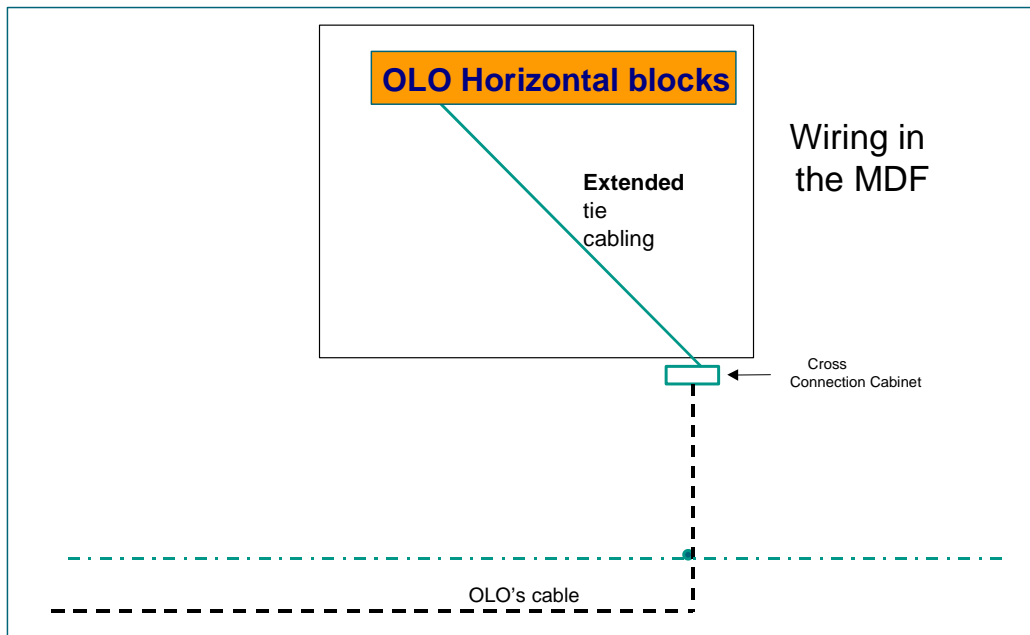 OLO Horizontal blocks
Wiring in
the MDF
Extended
tie
cabling
Cross
Connection Cabinet
OLO's cable